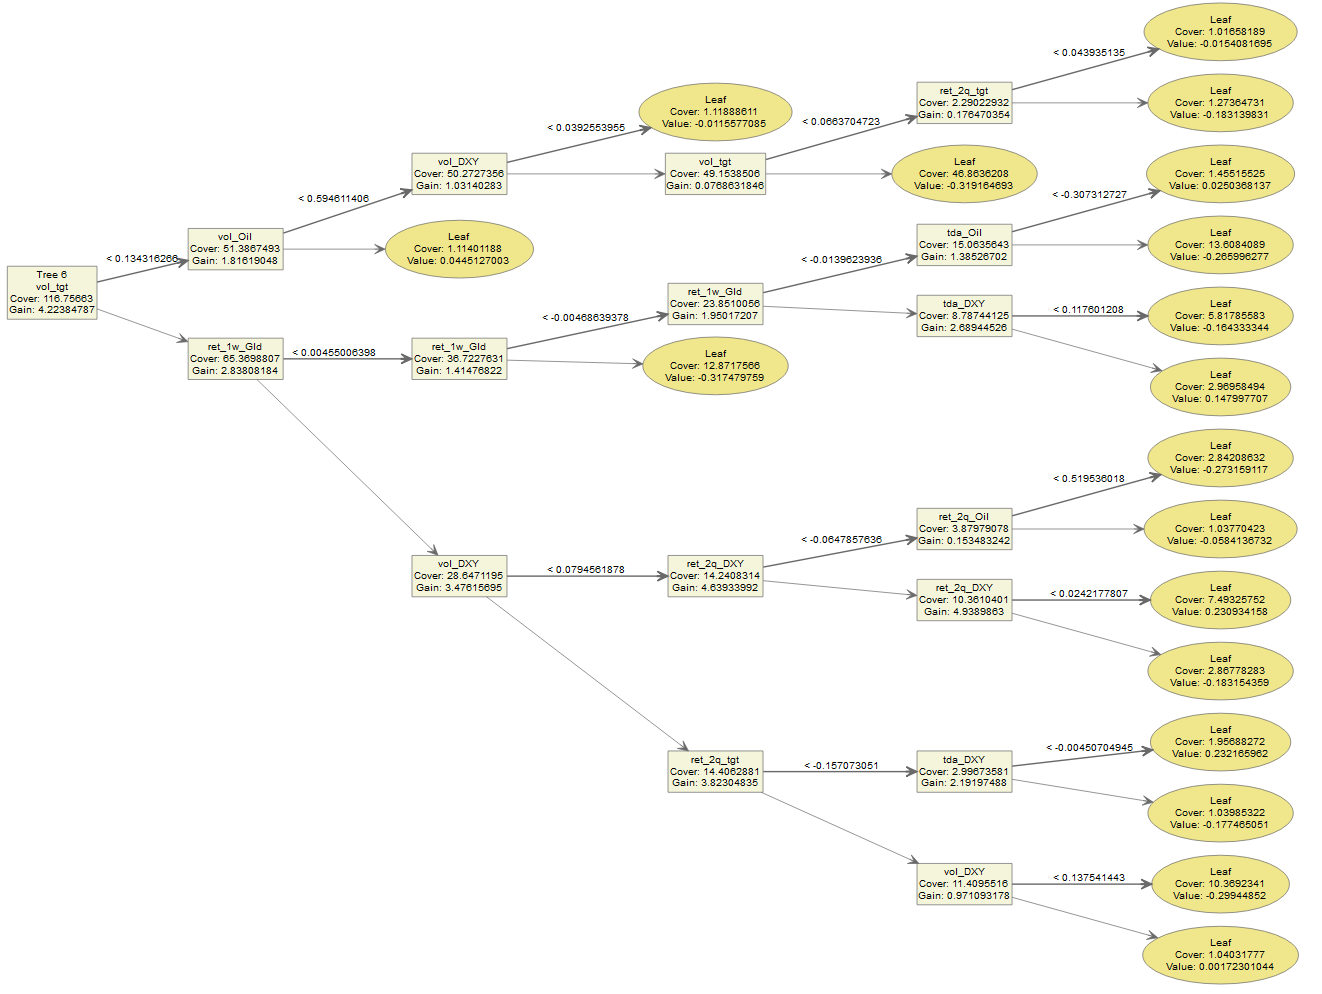 Tree 6
vol_tgt
Cover: 116.75663
Gain: 4.22384787
< 0.134316266
vol_Oil
Cover: 51.3867493
Gain: 1.81619048
ret_1w_Gld
Cover: 65.3698807
Gain: 2.83808184
< 0.594611406
< 0.00455006398
vol_DXY
Cover: 50.2727356
Gain: 1.03140283
Leaf
Cover: 1.11401188
Value: 0.0445127003
ret_1w_Gld
Cover: 36.7227631
Gain: 1.41476822
vol_DXY
Cover: 28.6471195
Gain: 3.47615695
< 0.0392553955
< -0.00468639378
< 0.0794561878
Leaf
Cover: 1.11888611
Value: -0.0115577085
vol_tgt
Cover: 49.1538506
Gain: 0.0768631846
ret_1w_Gld
Cover: 23.8510056
Gain: 1.95017207
Leaf
Cover: 12.8717566
Value: -0.317479759
ret_2q_DXY
Cover: 14.2408314
Gain: 4.63933992
ret_2q_tgt
Cover: 14.4062881
Gain: 3.82304835
< 0.0663704723
< -0.0139623936
< -0.0647857636
< -0.157073051
ret_2q_tgt
Cover: 2.29022932
Gain: 0.176470354
Leaf
Cover: 46.8636208
Value: -0.319164693
tda_Oil
Cover: 15.0635643
Gain: 1.38526702
tda_DXY
Cover: 8.78744125
Gain: 2.68944526
ret_2q_Oil
Cover: 3.87979078
Gain: 0.153483242
ret_2q_DXY
Cover: 10.3610401
Gain: 4.9389863
tda_DXY
Cover: 2.99673581
Gain: 2.19197488
vol_DXY
Cover: 11.4095516
Gain: 0.971093178
< 0.043935135
< -0.307312727
< 0.117601208
< 0.519536018
< 0.0242177807
< -0.00450704945
< 0.137541443
Leaf
Cover: 1.01658189
Value: -0.0154081695
Leaf
Cover: 1.27364731
Value: -0.183139831
Leaf
Cover: 1.45515525
Value: 0.0250368137
Leaf
Cover: 13.6084089
Value: -0.265996277
Leaf
Cover: 5.81785583
Value: -0.164333344
Leaf
Cover: 2.96958494
Value: 0.147997707
Leaf
Cover: 2.84208632
Value: -0.273159117
Leaf
Cover: 1.03770423
Value: -0.0584136732
Leaf
Cover: 7.49325752
Value: 0.230934158
Leaf
Cover: 2.86778283
Value: -0.183154359
Leaf
Cover: 1.95688272
Value: 0.232165962
Leaf
Cover: 1.03985322
Value: -0.177465051
Leaf
Cover: 10.3692341
Value: -0.29944852
Leaf
Cover: 1.04031777
Value: 0.00172301044